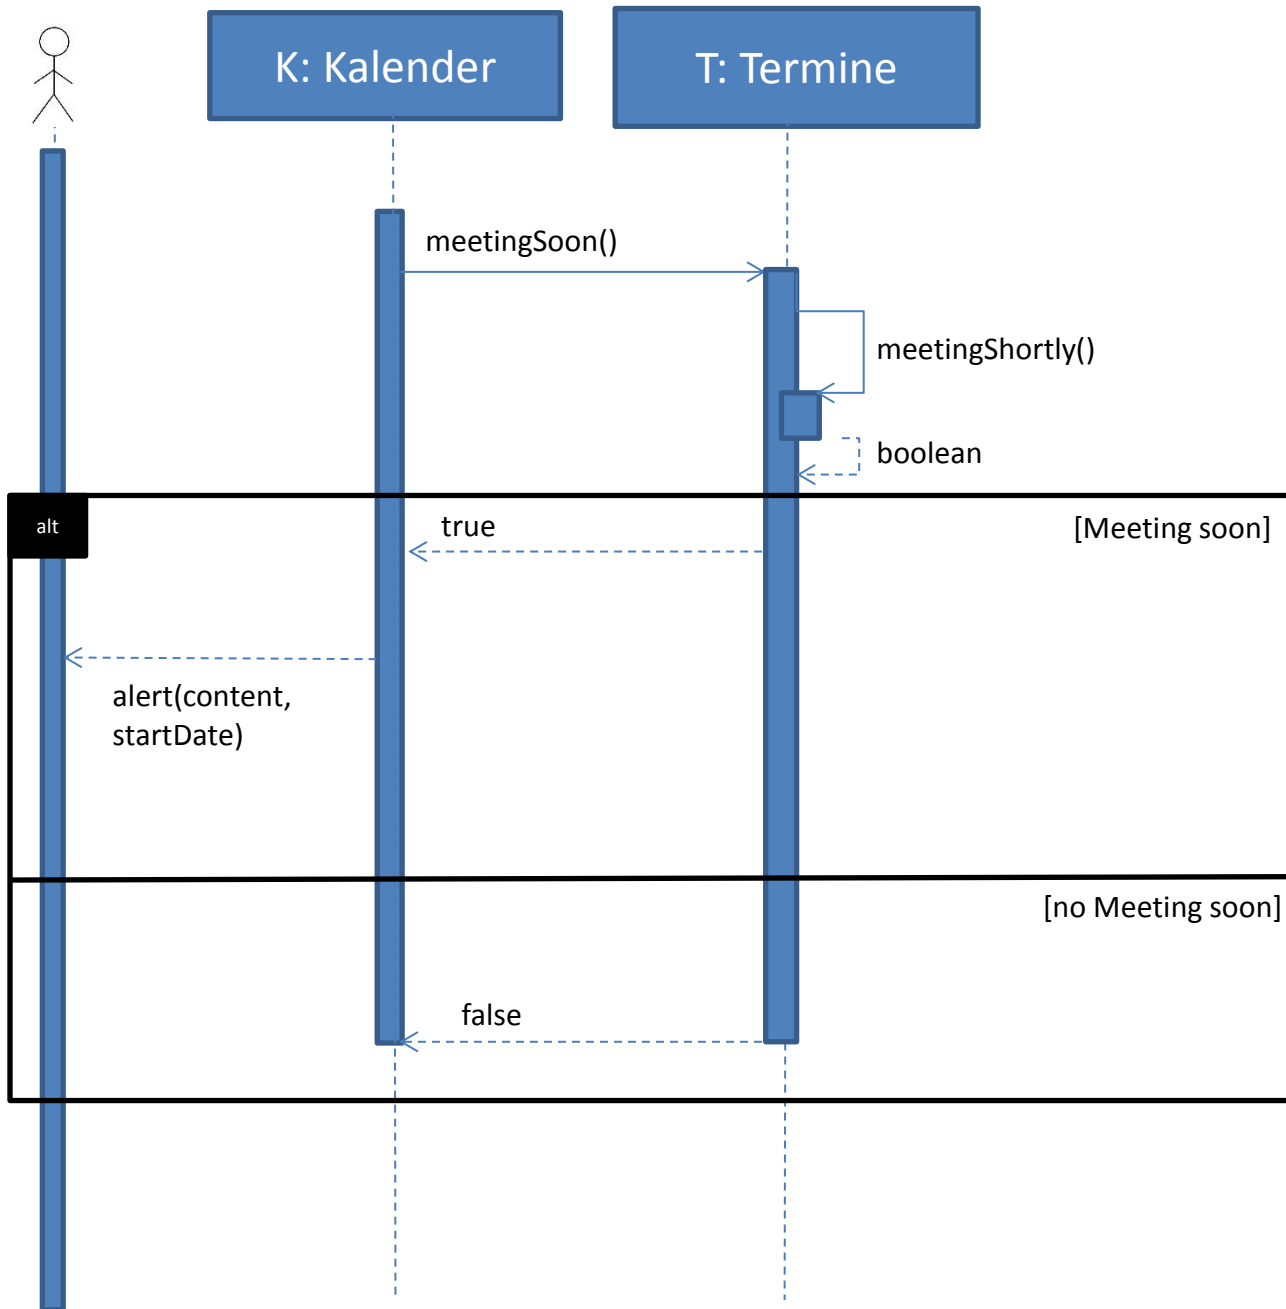 K: Kalender
T: Termine
meetingSoon()
meetingShortly()
boolean
alt
true
[Meeting soon]
alert(content,
startDate)
[no Meeting soon]
false